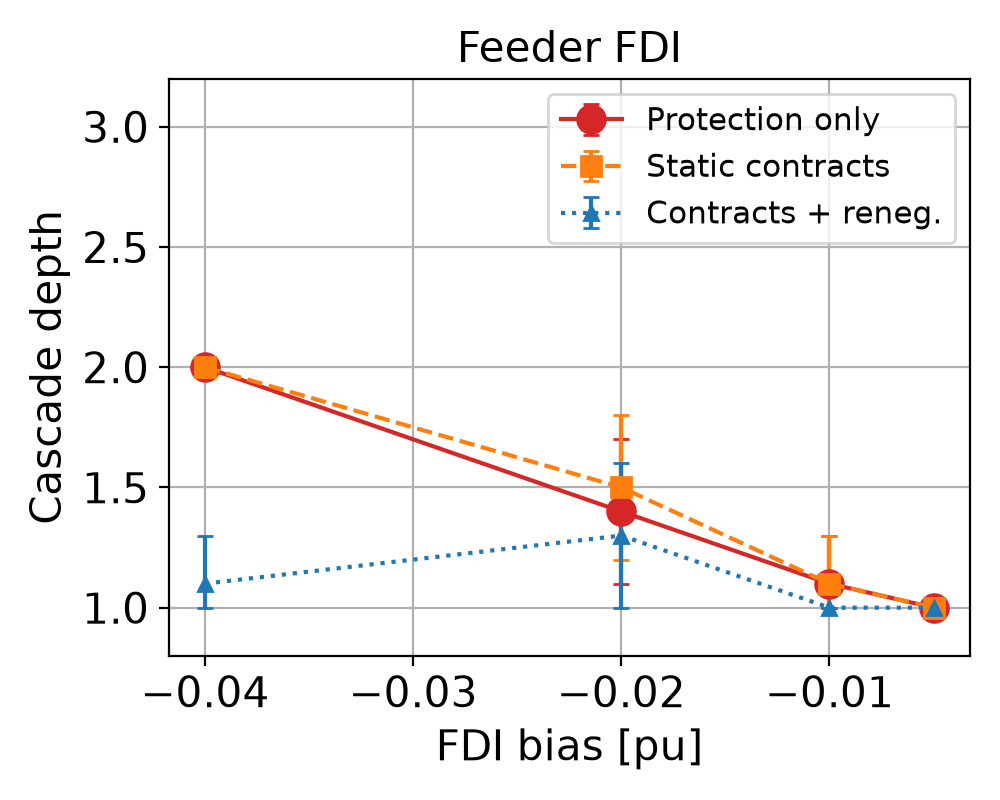 Feeder FDI
Protection only
Static contracts
Contracts + reneg.
Cascade depth
3.0
2.5
2.0
1.5
1.0
−0.04
−0.03
−0.02
−0.01
FDI bias [pu]